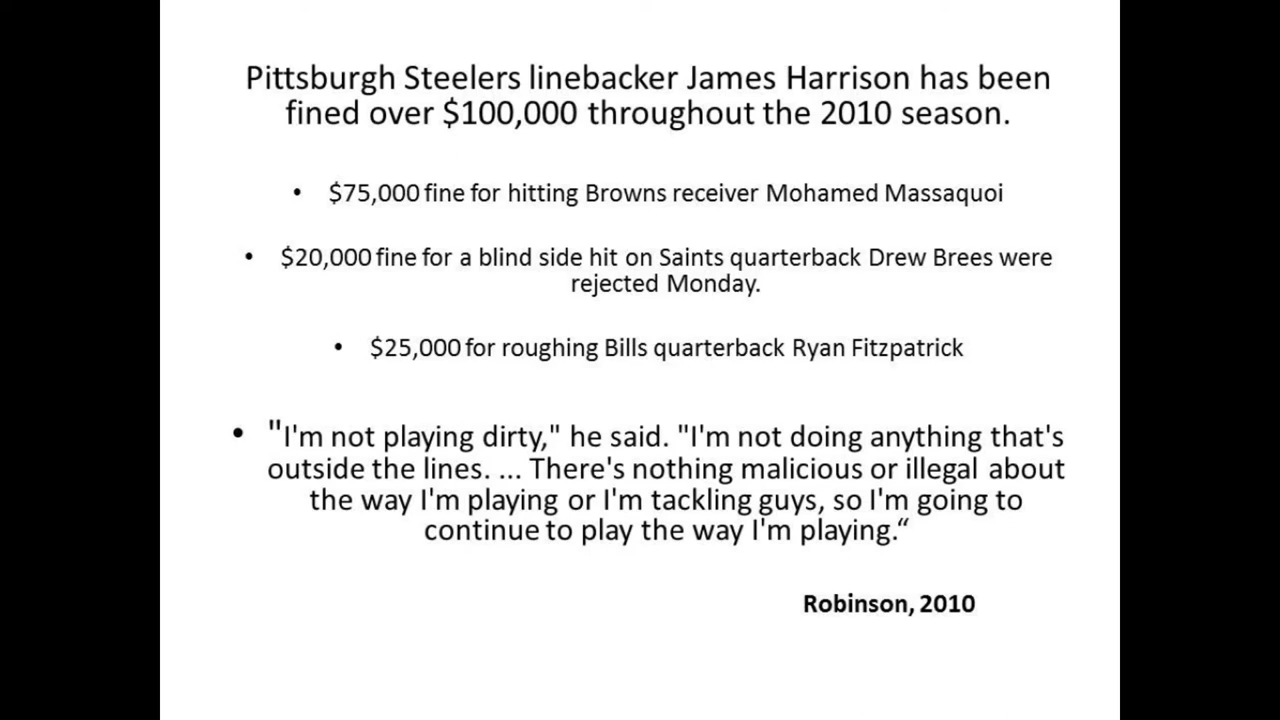 Pittsburgh Steelers linebacker James Harrison has been
fined over $100,000 throughout the 2010 season.
• $75,000 fine for hitting Browns receiver Mohamed Massaquoi
• $20,000 fine for a blind side hit on Saints quarterback Drew Brees were
rejected Monday.
• $25,000 for roughing Bills quarterback Ryan Fitzpatrick
• "I'm not playing dirty," he said. "I'm not doing anything that's
outside the lines. ... There's nothing malicious or illegal about
the way I'm playing or I'm tackling guys, so I'm going to
continue to play the way I'm playing.“
Robinson, 2010